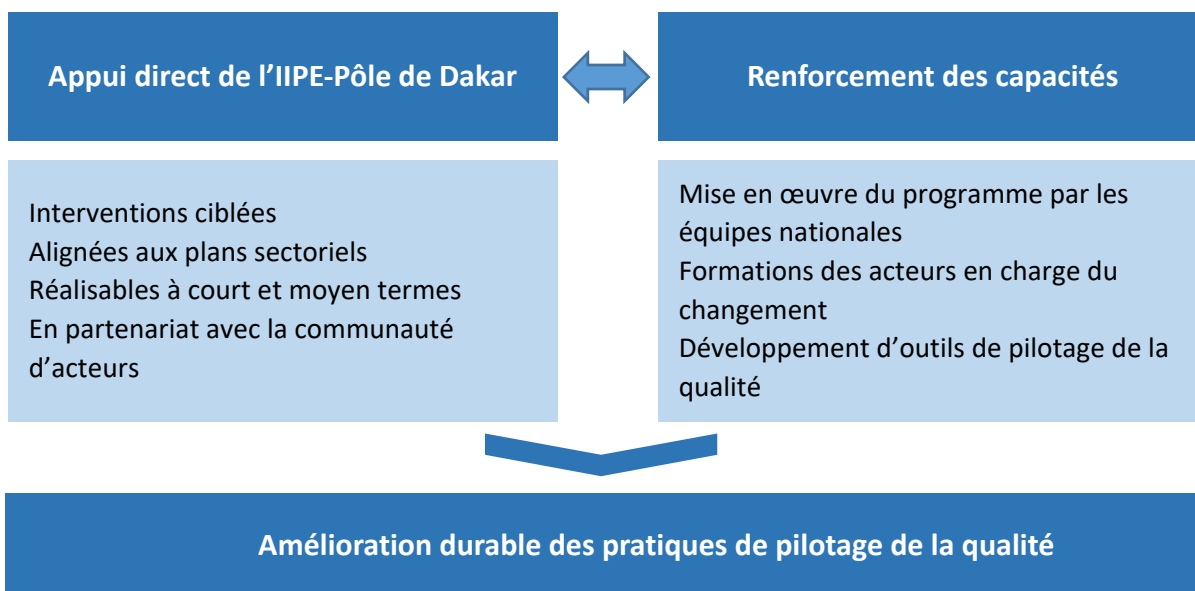 Appui direct de l’IIPE-Pôle de Dakar
Renforcement des capacités
Interventions ciblées
Alignées aux plans sectoriels
Réalisables à court et moyen termes
En partenariat avec la communauté
d’acteurs
Mise en œuvre du programme par les
équipes nationales
Formations des acteurs en charge du
changement
Développement d’outils de pilotage de la
qualité
Amélioration durable des pratiques de pilotage de la qualité